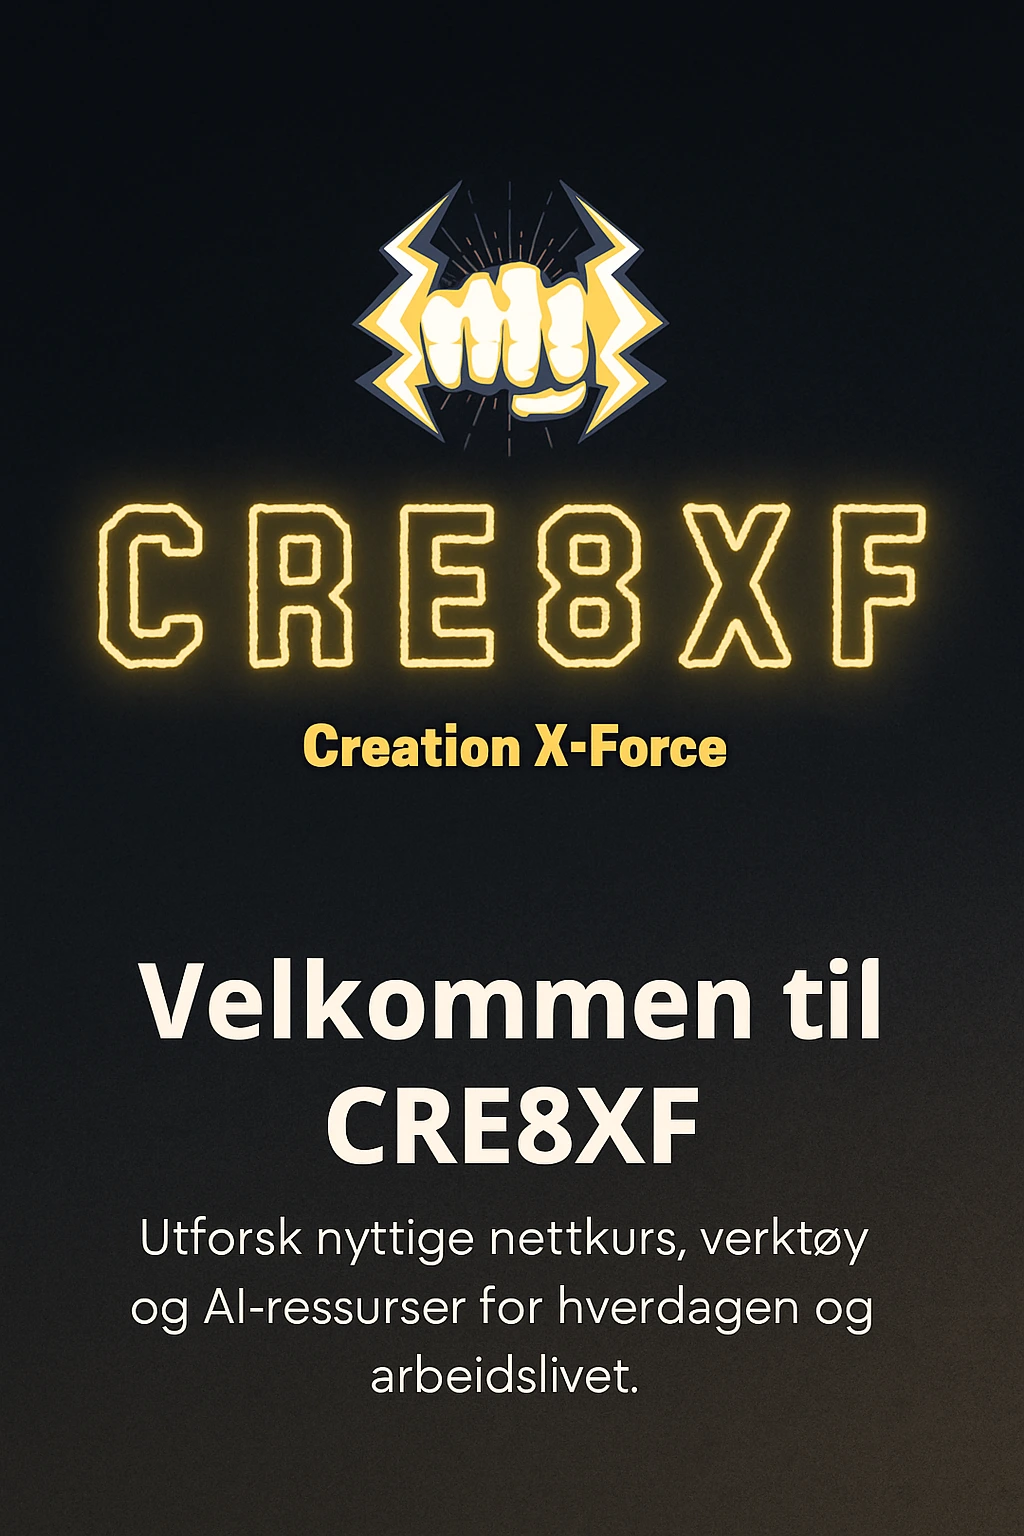 CRE8XF
Creation X-Force
Velkommen til
CRE8XF
Utforsk nyttige nettkurs, verktøy
og AI-ressurser for hverdagen og
arbeidslivet.